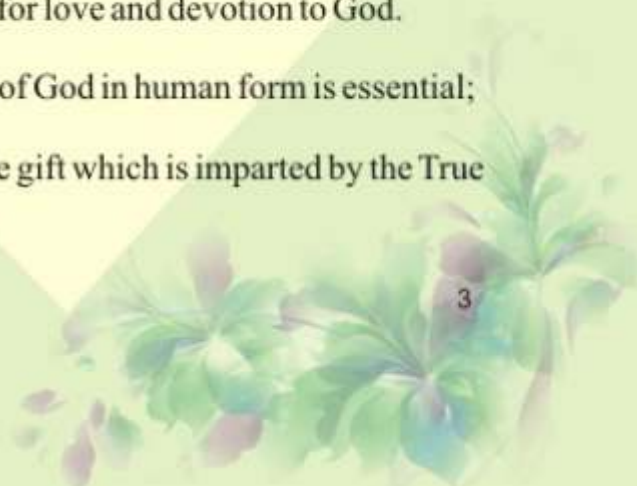 for love and devotion to God.
of God in human form is essential;
e gift which is imparted by the True
3